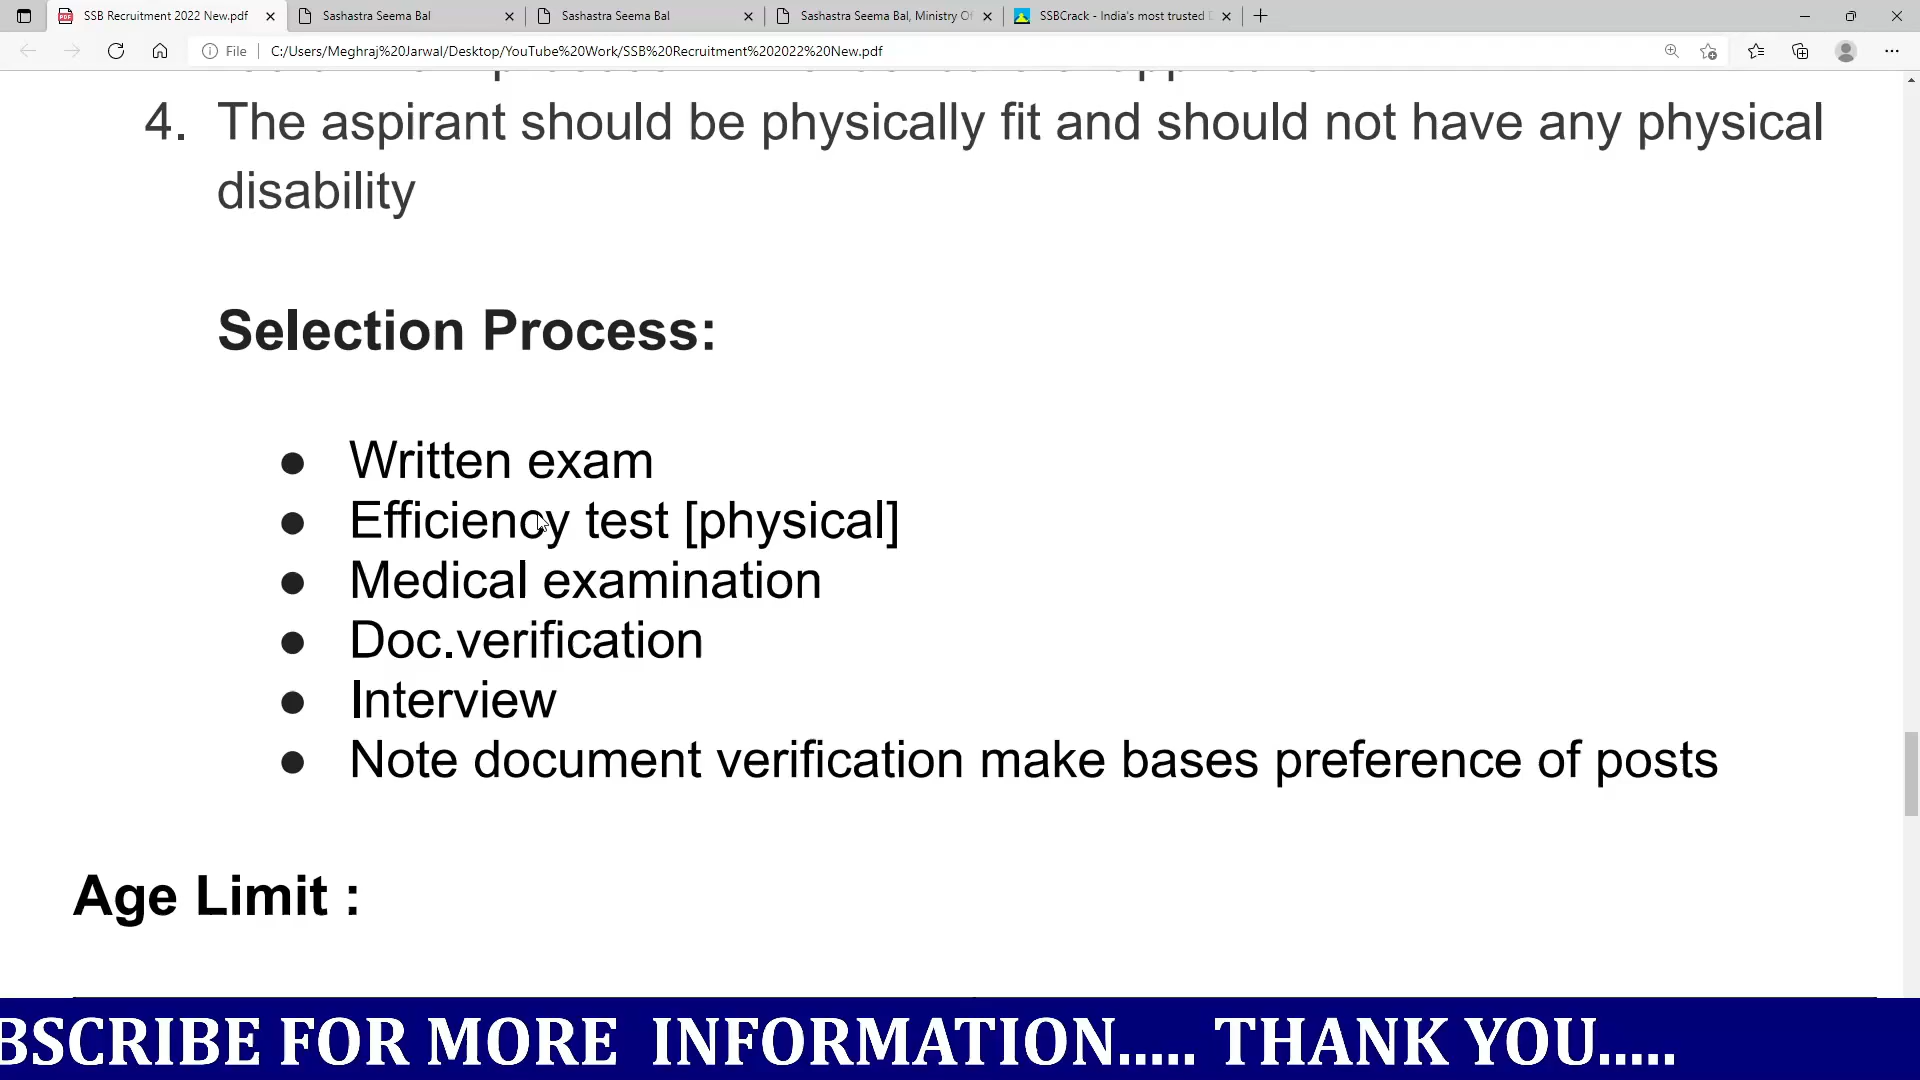 SSB Recruitment 2022 New.pdf
Sashastra Seema Bal
Sashastra Seema Bal
Sashastra Seema Bal, Ministry O
SSBCrack - India's most trusted
File
C:/Users/Meghraj%20Jarwal/Desktop/YouTube%20Work/SSB%20Recruitment%202022%20New.pdf
4. The aspirant should be physically fit and should not have any physical
disability
Selection Process:
● Written exam
● Efficiency test [physical]
● Medical examination
● Doc.verification
● Interview
● Note document verification make bases preference of posts
Age Limit :
BSCRIBE FOR MORE INFORMATION..... THANK YOU.....